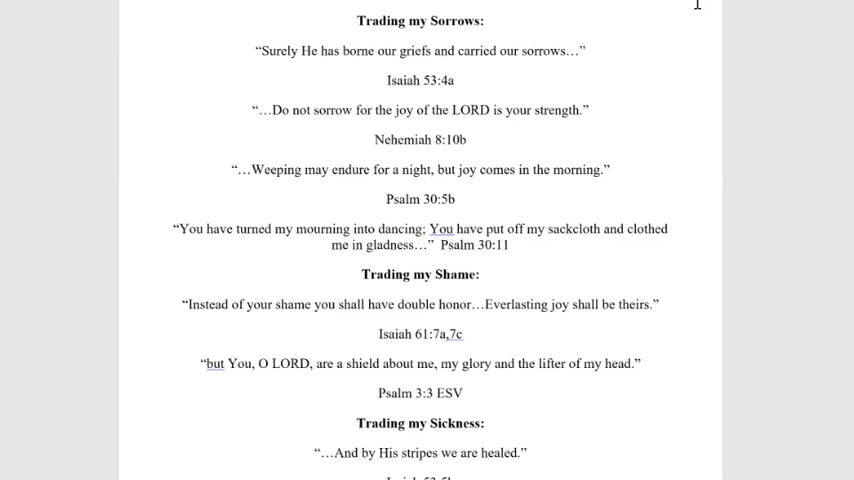 Trading my Sorrows:
“Surely He has borne our griefs and carried our sorrows…”
Isaiah 53:4a
“…Do not sorrow for the joy of the LORD is your strength.”
Nehemiah 8:10b
“…Weeping may endure for a night, but joy comes in the morning.”
Psalm 30:5b
“You have turned my mourning into dancing; You have put off my sackcloth and clothed
me in gladness…”  Psalm 30:11
Trading my Shame:
“Instead of your shame you shall have double honor…Everlasting joy shall be theirs.”
Isaiah 61:7a,7c
“but You, O LORD, are a shield about me, my glory and the lifter of my head.”
Psalm 3:3 ESV
Trading my Sickness:
“…And by His stripes we are healed.”